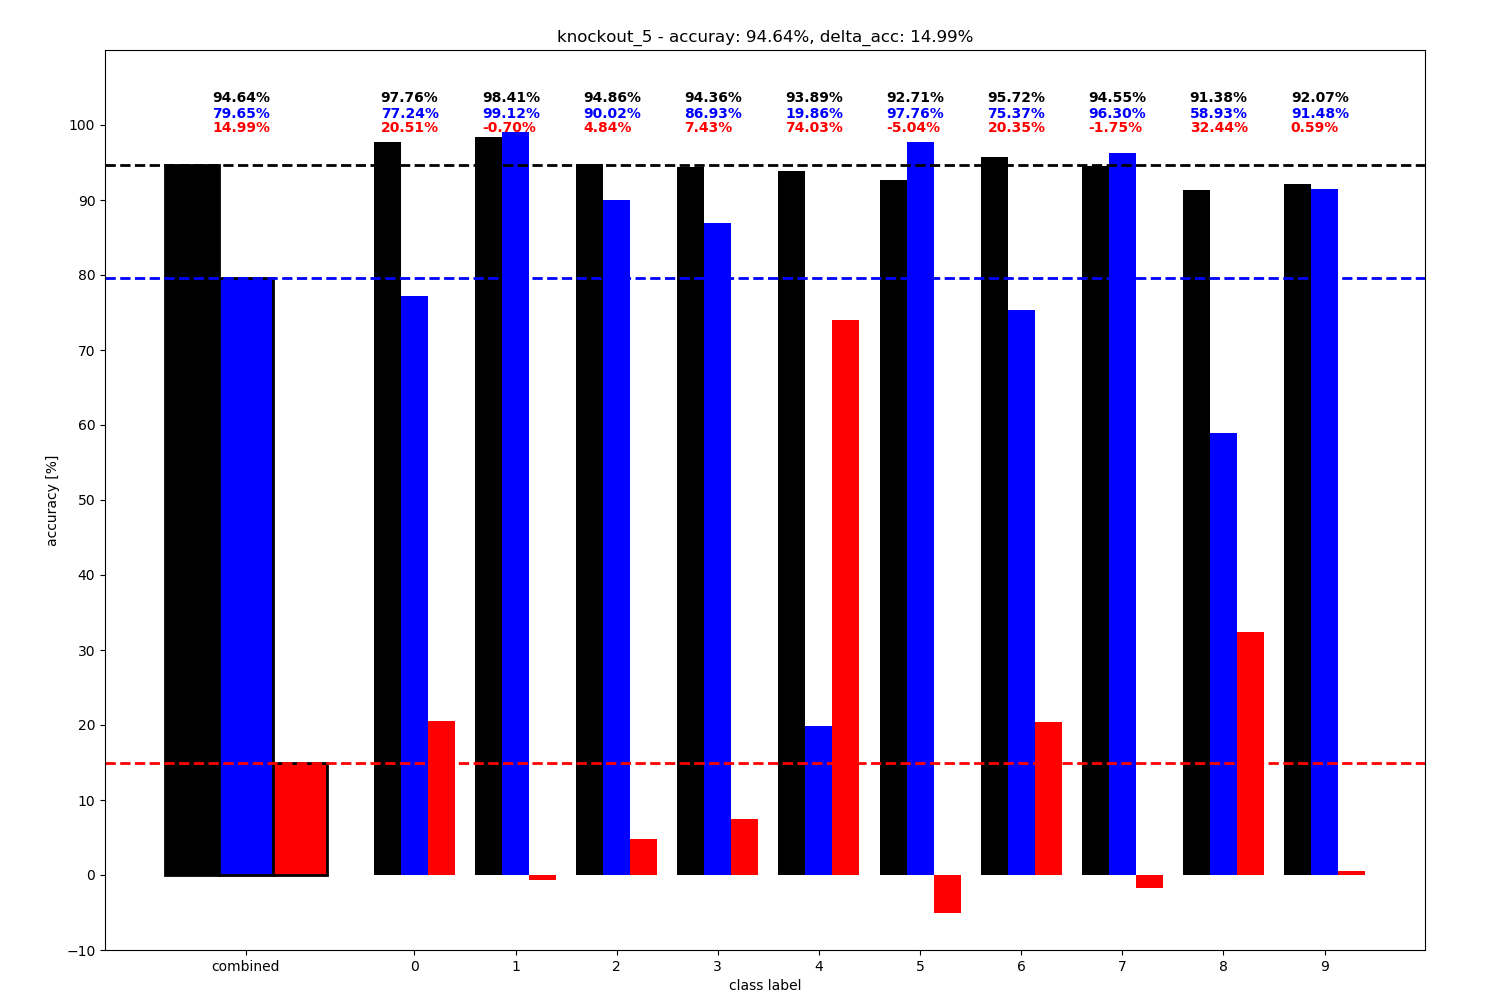 knockout_5 - accuray: 94.64%, delta_acc: 14.99%
94.64% 97.76% 98.41% 94.86% 94.36% 93.89% 92.71% 95.72% 94.55% 91.38% 92.07%
79.65% 77.24% 99.12% 90.02% 86.93% 19.86% 97.76% 75.37% 96.30% 58.93% 91.48%
14.99% 20.51% -0.70% 4.84% 7.43% 74.03% -5.04% 20.35% -1.75% 32.44% 0.59%
100
90
80
70
60
50
40
30
20
10
0
−10
accuracy [%]
combined 0 1 2 3 4 5 6 7 8 9
class label